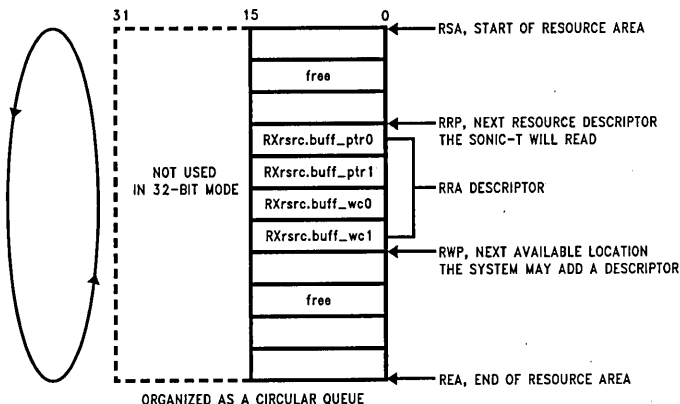 31 15 0
RSA, START OF RESOURCE AREA
free
RRP, NEXT RESOURCE DESCRIPTOR
THE SONIC-T WILL READ
RXrsrc.buff_ptr0
RXrsrc.buff_ptr1
RXrsrc.buff_wc0
RXrsrc.buff_wc1
NOT USED
IN 32-BIT MODE
RRA DESCRIPTOR
RWP, NEXT AVAILABLE LOCATION
THE SYSTEM MAY ADD A DESCRIPTOR
free
REA, END OF RESOURCE AREA
ORGANIZED AS A CIRCULAR QUEUE